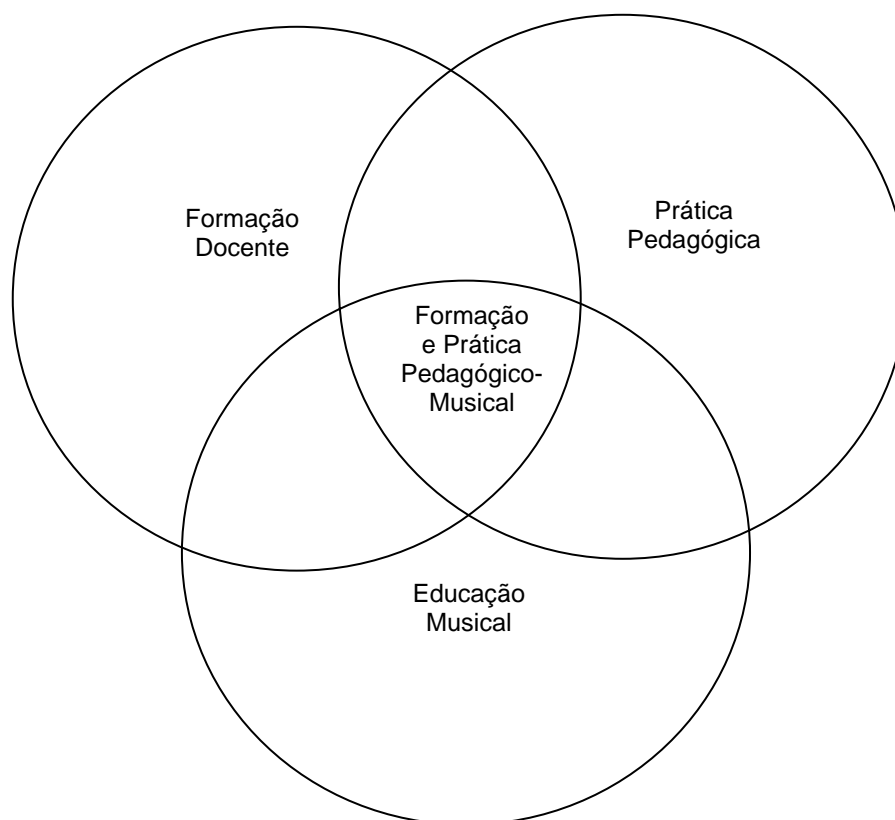 Formação
Docente
Prática
Pedagógica
Formação
e Prática
Pedagógico-
Musical
Educação
Musical